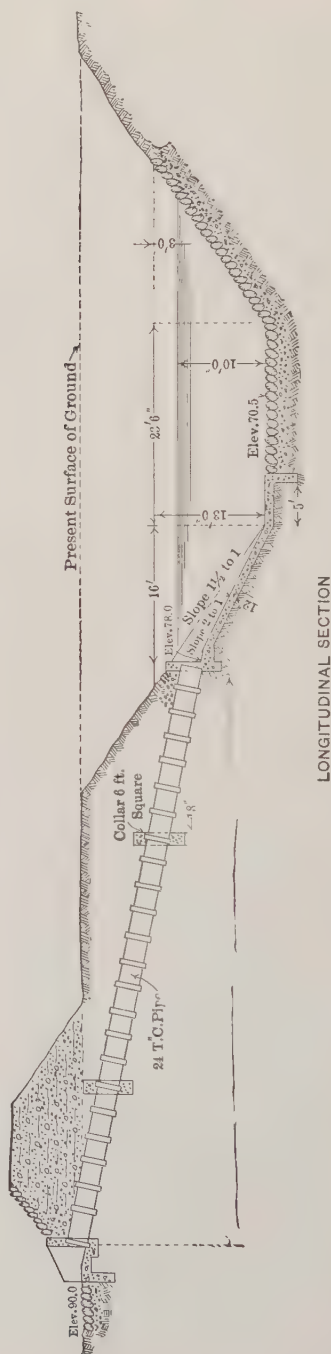 Present Surface of Ground
3'0
23'6"
16'
10'0"
13'0"
Elev.70.5
5'
Slope 1½ to 1
Slope 2 to 1
Elev.78.0
12"
Collar 6 ft.
Square
18"
24" T.C.Pipe
Elev.90.0
LONGITUDINAL SECTION